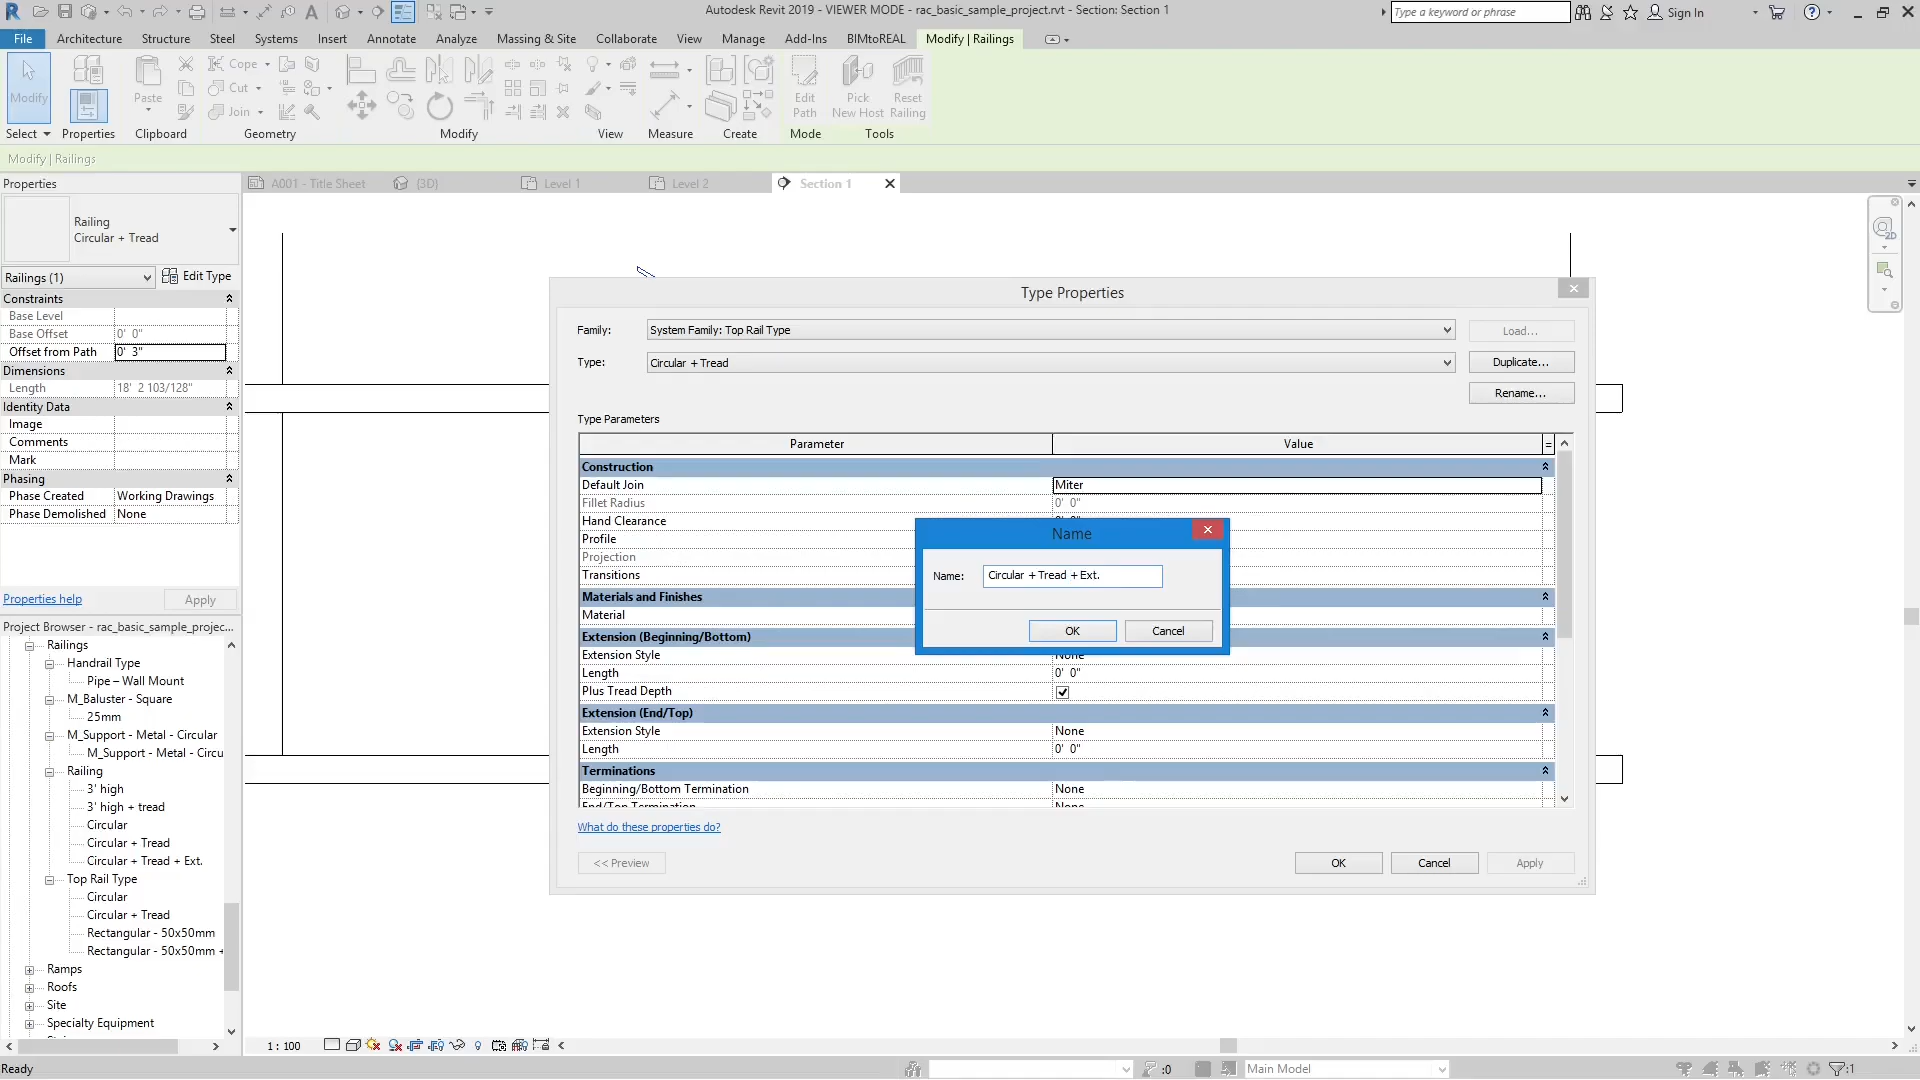 Autodesk Revit 2019 - VIEWER MODE - rac_basic_sample_project.rvt - Section: Section 1
Type a keyword or phrase
Sign In
File Architecture Structure Steel Systems Insert Annotate Analyze Massing & Site Collaborate View Manage Add-Ins BIMtoREAL Modify | Railings
Modify
Paste
Cope
Cut
Join
Edit Path
Pick New Host
Reset Railing
Select Properties Clipboard Geometry Modify View Measure Create Mode Tools
Modify | Railings
Properties
A001 - Title Sheet
{3D}
Level 1
Level 2
Section 1
Railing
Circular + Tread
Railings (1)
Edit Type
Constraints
Base Level
Base Offset 0' 0"
Offset from Path 0' 3"
Dimensions
Length 18' 2 103/128"
Identity Data
Image
Comments
Mark
Phasing
Phase Created Working Drawings
Phase Demolished None
Properties help
Apply
Project Browser - rac_basic_sample_projec...
Railings
Handrail Type
Pipe – Wall Mount
M_Baluster - Square
25mm
M_Support - Metal - Circular
M_Support - Metal - Circu
Railing
3' high
3' high + tread
Circular
Circular + Tread
Circular + Tread + Ext.
Top Rail Type
Circular
Circular + Tread
Rectangular - 50x50mm
Rectangular - 50x50mm +
Ramps
Roofs
Site
Specialty Equipment
Type Properties
Family: System Family: Top Rail Type
Load...
Type: Circular + Tread
Duplicate...
Rename...
Type Parameters
Parameter Value =
Construction
Default Join Miter
Fillet Radius 0' 0"
Hand Clearance
Profile
Projection
Transitions
Materials and Finishes
Material
Extension (Beginning/Bottom)
Extension Style None
Length 0' 0"
Plus Tread Depth
Extension (End/Top)
Extension Style None
Length 0' 0"
Terminations
Beginning/Bottom Termination None
End/Top Termination None
What do these properties do?
<< Preview
OK
Cancel
Apply
Name
Name: Circular + Tread + Ext.
OK
Cancel
2D
1 : 100
Ready
:0
Main Model
:1